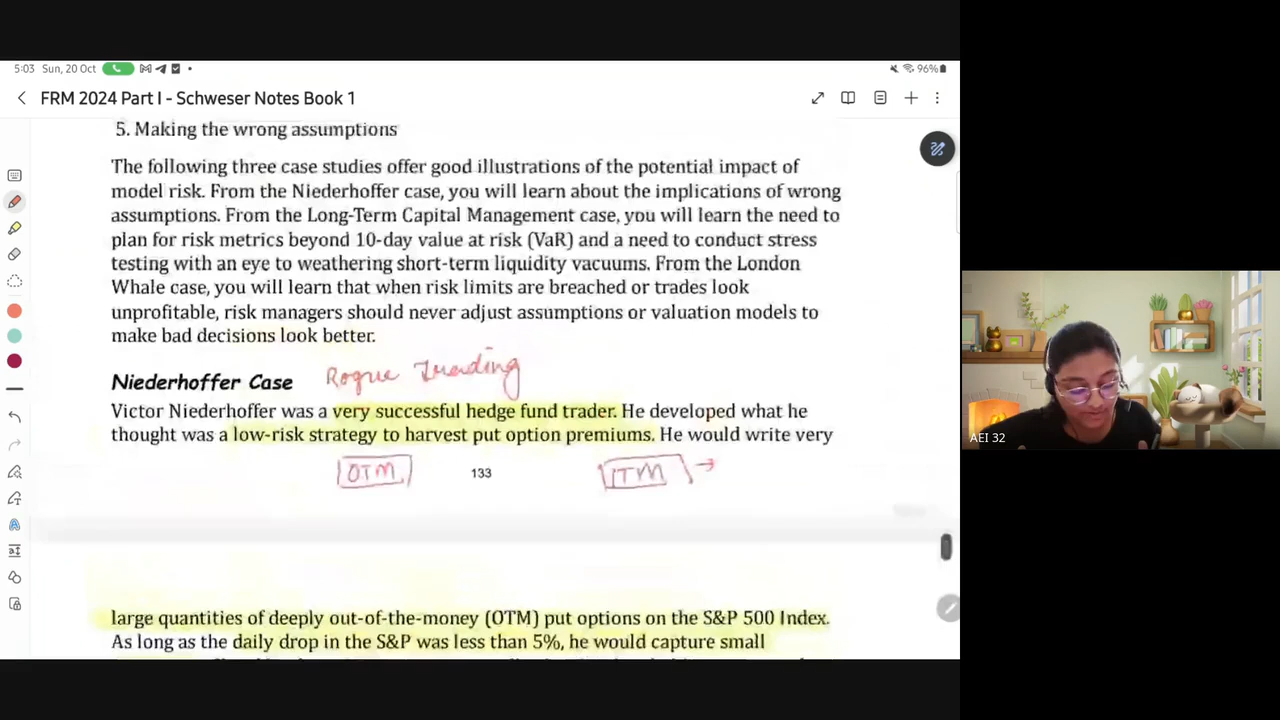 5:03 Sun, 20 Oct
96%
FRM 2024 Part I - Schweser Notes Book 1
5. Making the wrong assumptions
The following three case studies offer good illustrations of the potential impact of
model risk. From the Niederhoffer case, you will learn about the implications of wrong
assumptions. From the Long-Term Capital Management case, you will learn the need to
plan for risk metrics beyond 10-day value at risk (VaR) and a need to conduct stress
testing with an eye to weathering short-term liquidity vacuums. From the London
Whale case, you will learn that when risk limits are breached or trades look
unprofitable, risk managers should never adjust assumptions or valuation models to
make bad decisions look better.
Niederhoffer Case Rogue Trading
Victor Niederhoffer was a very successful hedge fund trader. He developed what he
thought was a low-risk strategy to harvest put option premiums. He would write very
OTM 133 ITM →
large quantities of deeply out-of-the-money (OTM) put options on the S&P 500 Index.
As long as the daily drop in the S&P was less than 5%, he would capture small
AEI 32